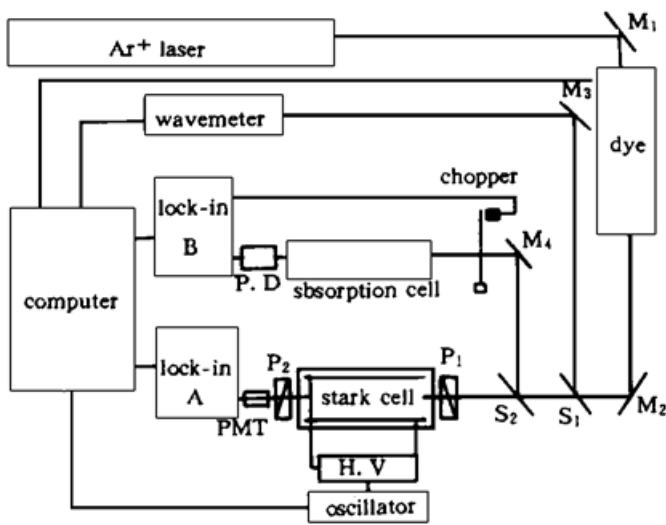 M₁
Ar⁺ laser
M₃
wavemeter
dye
chopper
lock-in
B
M₄
P. D
sbsorption cell
computer
lock-in
A
P₂
P₁
stark cell
PMT
S₂
S₁
M₂
H. V
oscillator